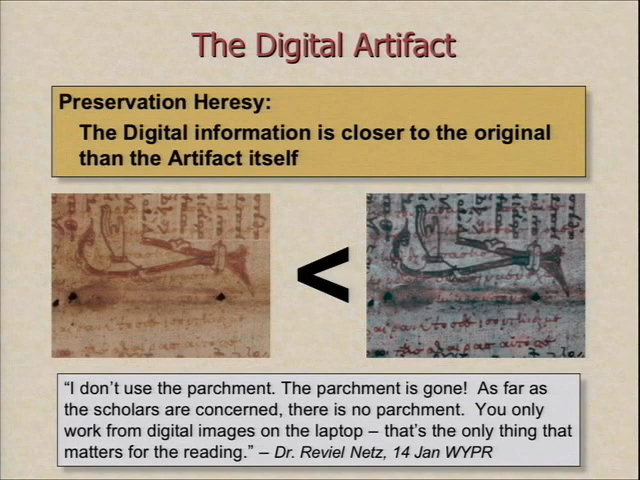 The Digital Artifact
Preservation Heresy:
The Digital information is closer to the original
than the Artifact itself
<
“I don’t use the parchment. The parchment is gone! As far as
the scholars are concerned, there is no parchment. You only
work from digital images on the laptop – that’s the only thing that
matters for the reading.” – Dr. Reviel Netz, 14 Jan WYPR